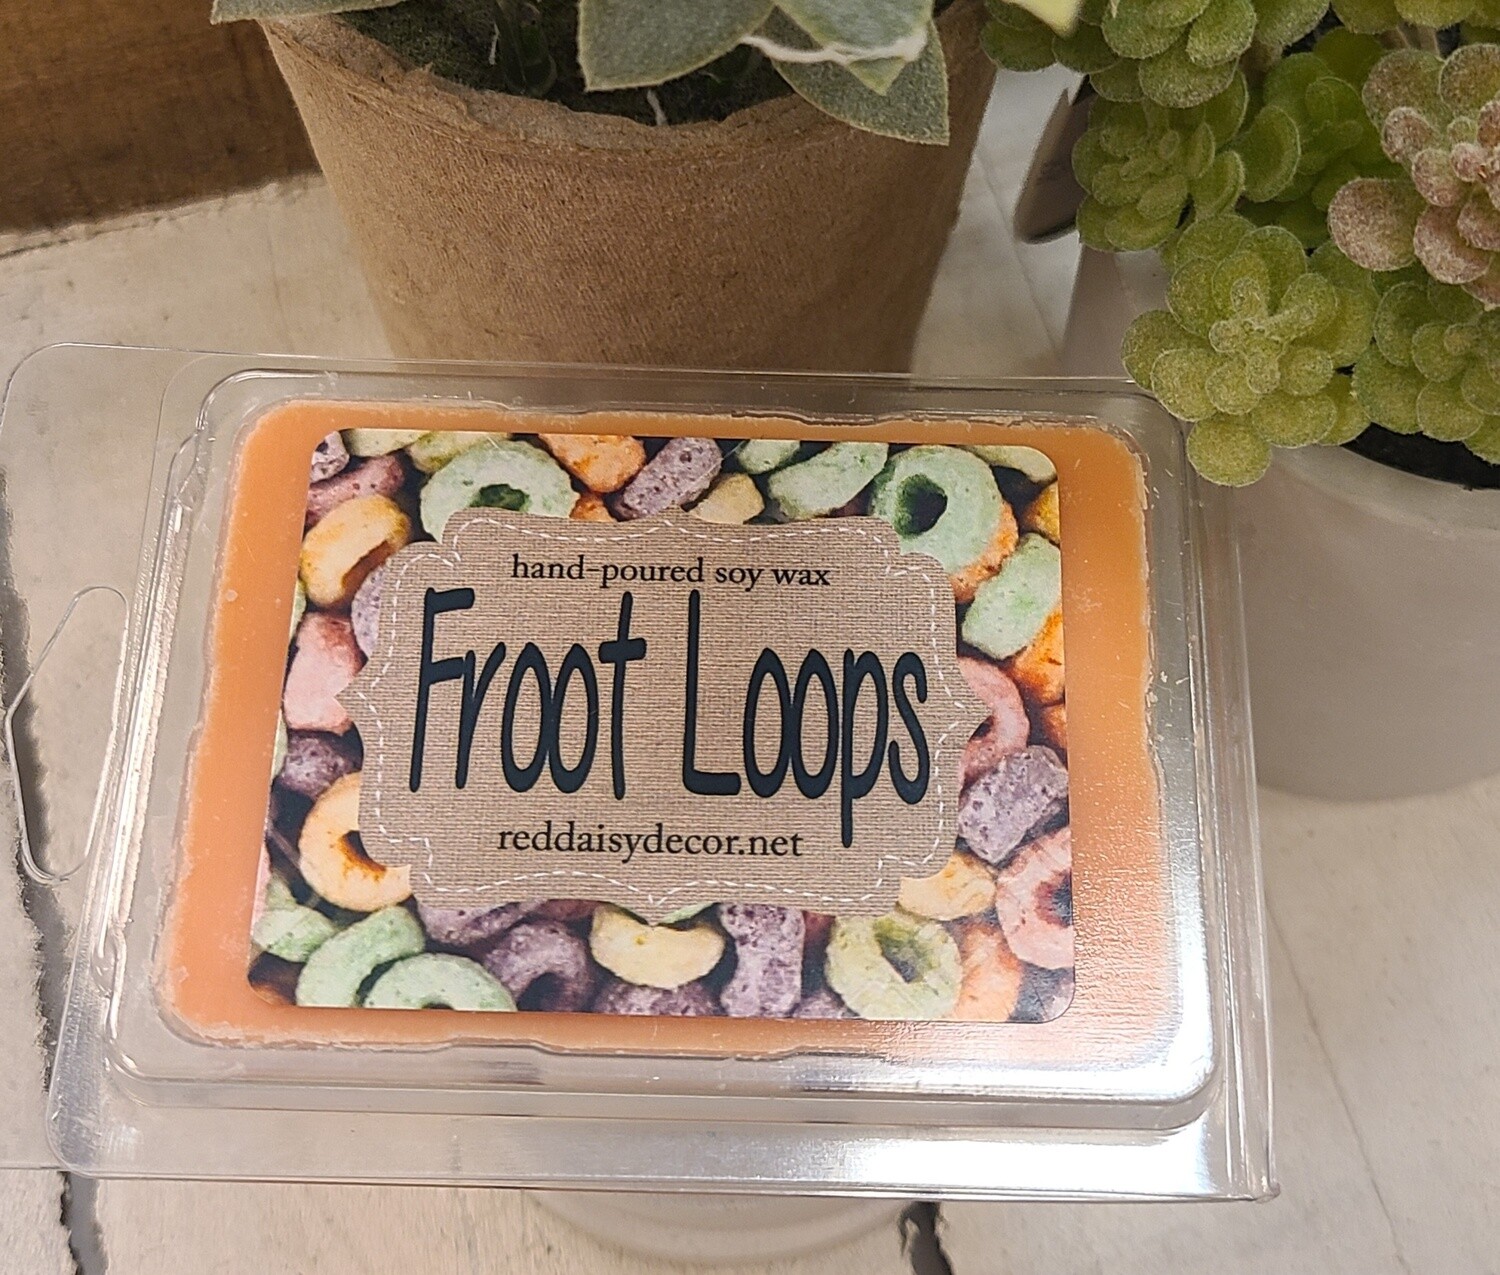 hand-poured soy wax
Froot Loops
reddaisydecor.net